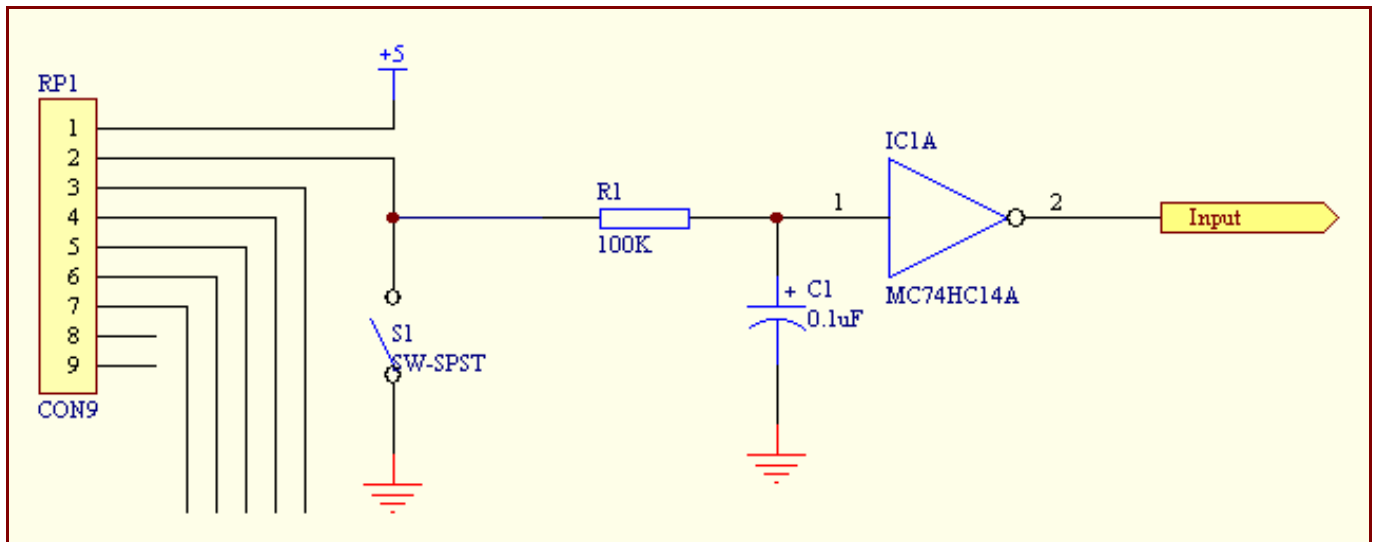 +5
RP1
1
2
3
4
5
6
7
8
9
CON9
S1
SW-SPST
R1
100K
+ C1
0.1uF
IC1A
1
2
MC74HC14A
Input